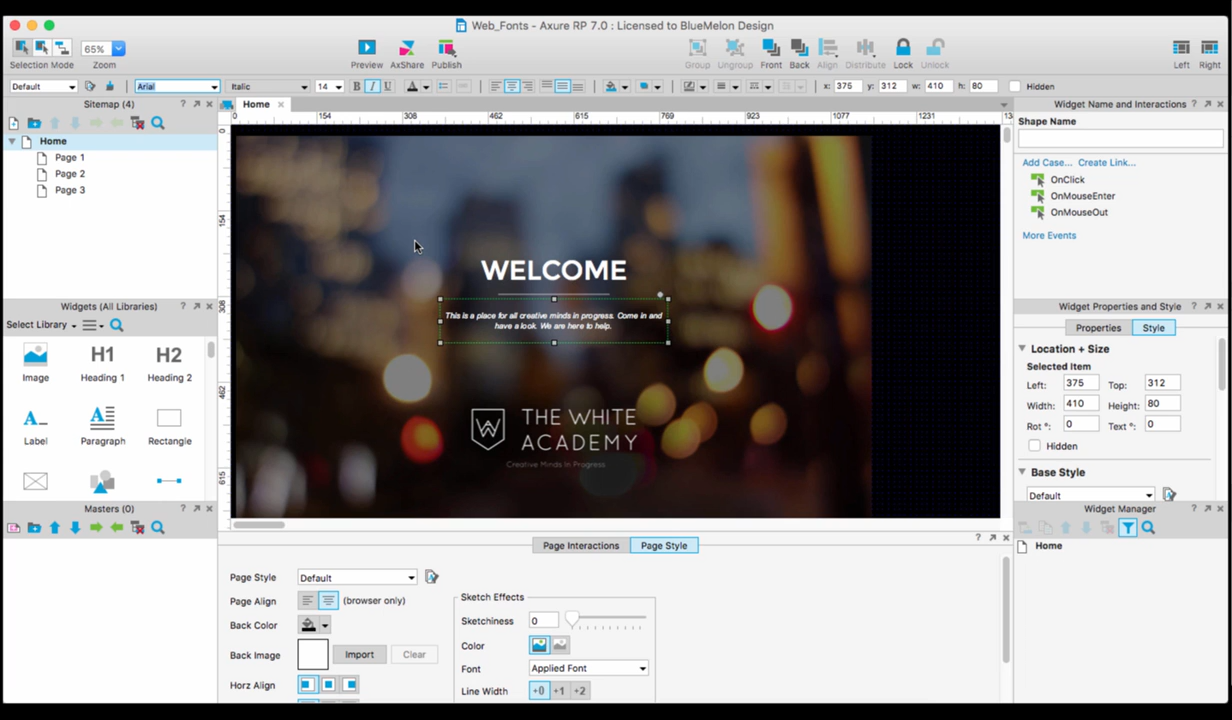 Web_Fonts - Axure RP 7.0 : Licensed to BlueMelon Design
65%
Selection Mode
Zoom
Preview
AxShare
Publish
Group
Ungroup
Front
Back
Align
Distribute
Lock
Unlock
Left
Right
Default
Arial
Italic
14
B
I
U
x: 375
y: 312
w: 410
h: 80
Hidden
Sitemap (4)
Home
Page 1
Page 2
Page 3
Widgets (All Libraries)
Select Library
H1
H2
Image
Heading 1
Heading 2
Label
Paragraph
Rectangle
Masters (0)
Home
0
154
308
462
615
769
923
1077
1231
0
154
308
462
615
WELCOME
This is a place for all creative minds in progress. Come in and
have a look. We are here to help.
THE WHITE
ACADEMY
Creative Minds In Progress
Page Interactions
Page Style
Page Style
Default
Page Align
(browser only)
Back Color
Back Image
Import
Clear
Horz Align
Sketch Effects
Sketchiness
0
Color
Font
Applied Font
Line Width
+0
+1
+2
Widget Name and Interactions
Shape Name
Add Case...
Create Link...
OnClick
OnMouseEnter
OnMouseOut
More Events
Widget Properties and Style
Properties
Style
Location + Size
Selected Item
Left:
375
Top:
312
Width:
410
Height:
80
Rot °:
0
Text °:
0
Hidden
Base Style
Default
Widget Manager
Home